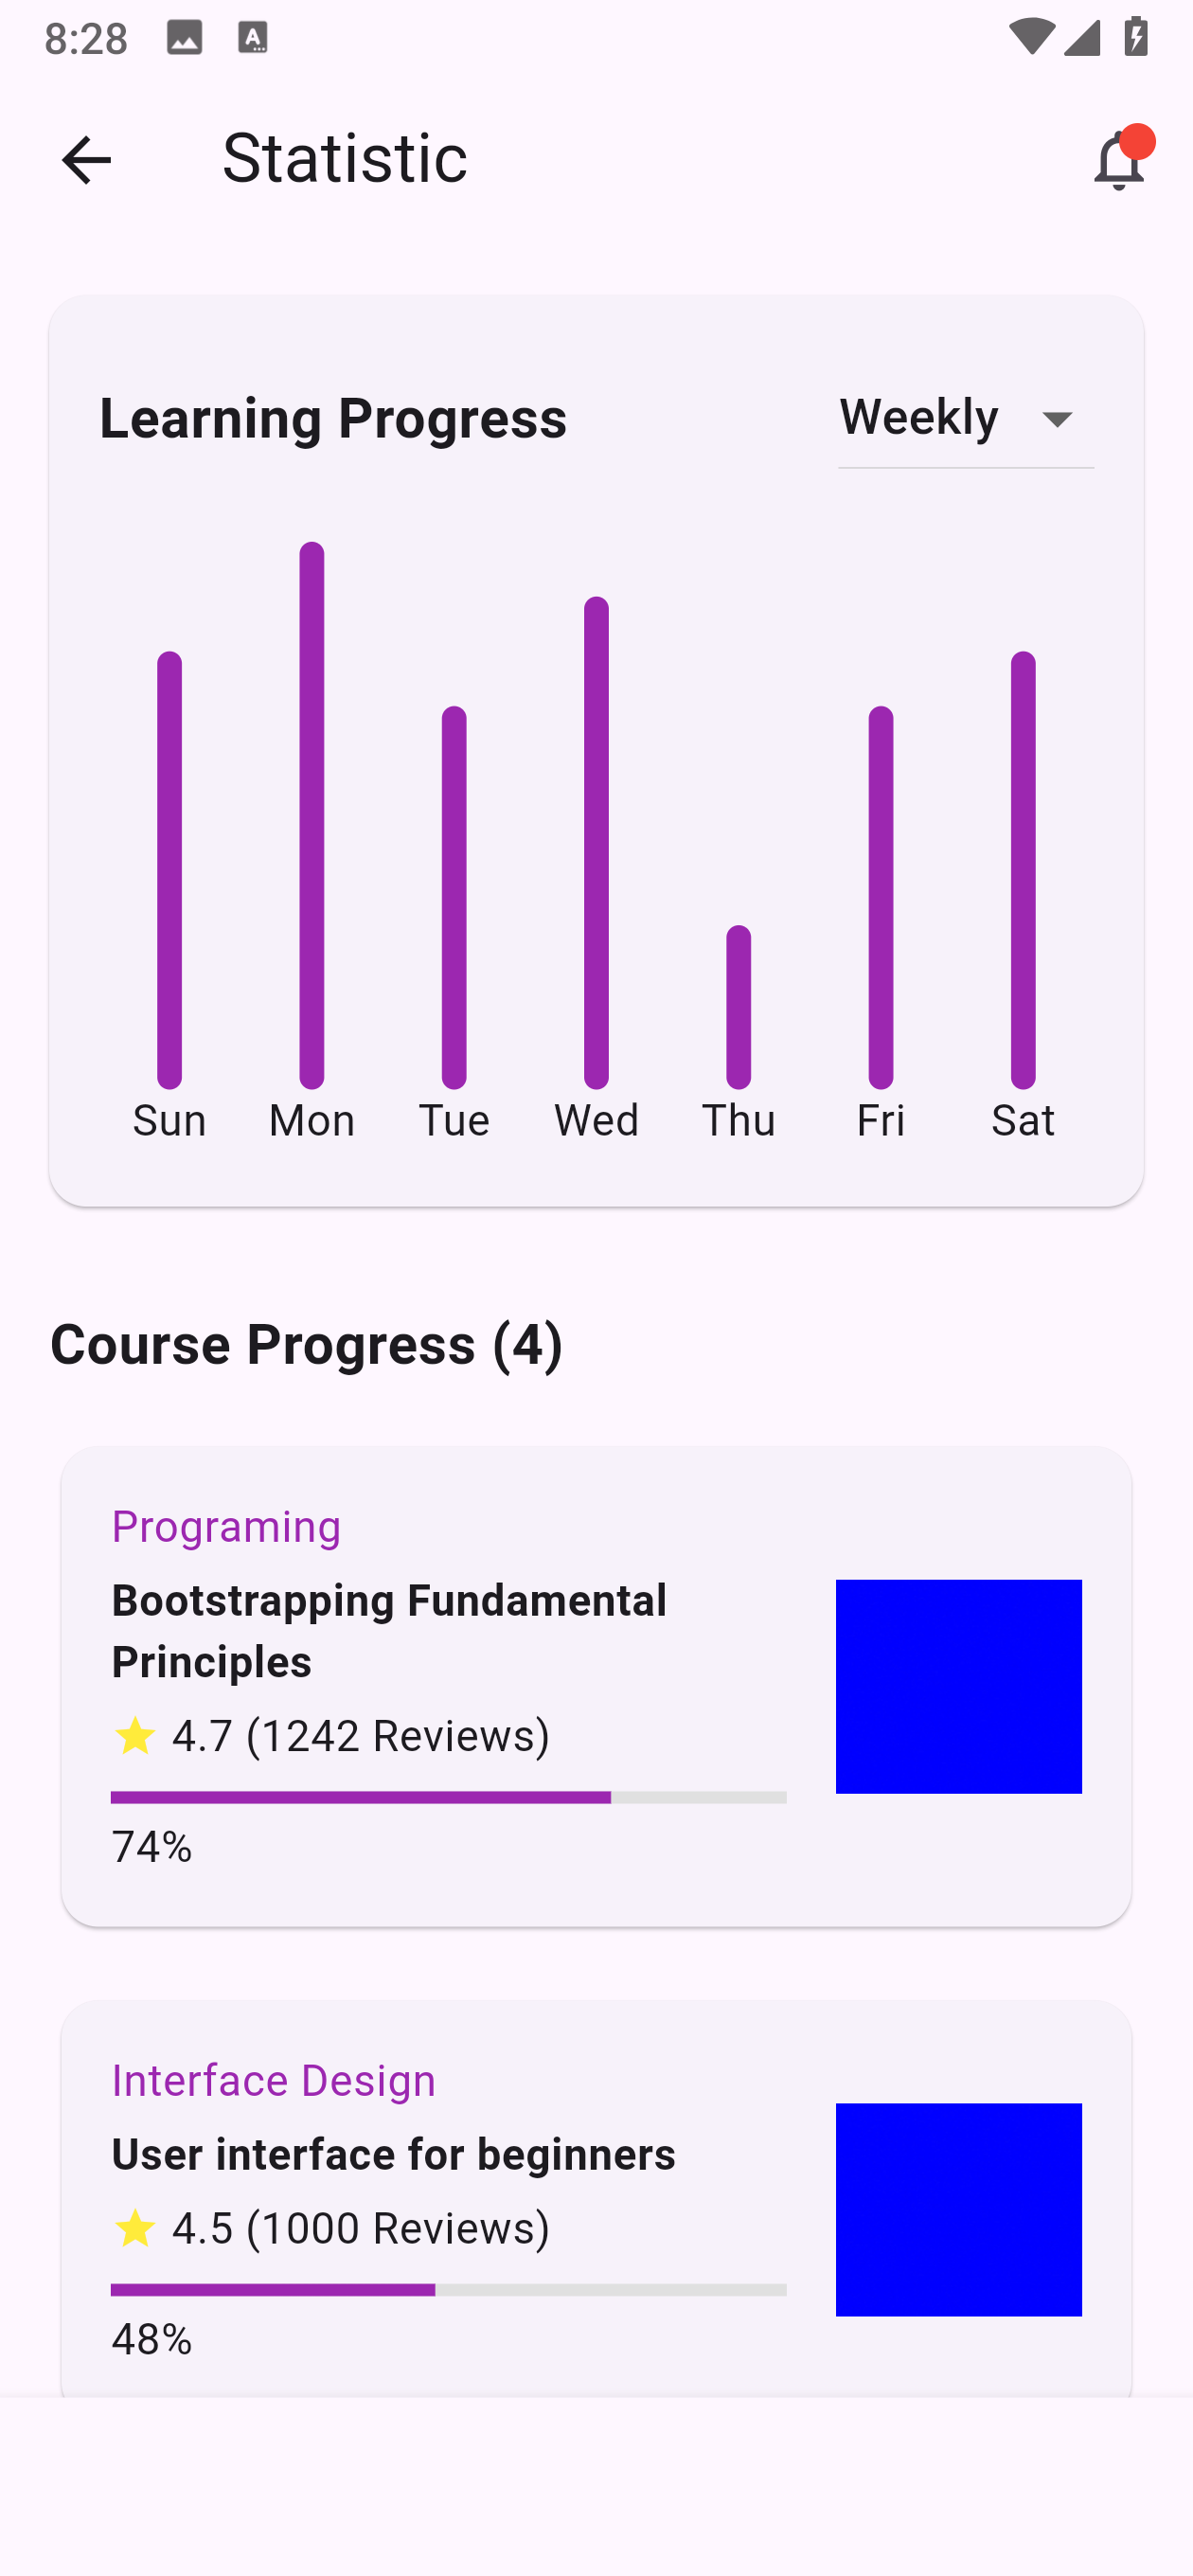 8:28
Statistic
Learning Progress
Weekly
Sun Mon Tue Wed Thu Fri Sat
Course Progress (4)
Programing
Bootstrapping Fundamental
Principles
4.7 (1242 Reviews)
74%
Interface Design
User interface for beginners
4.5 (1000 Reviews)
48%